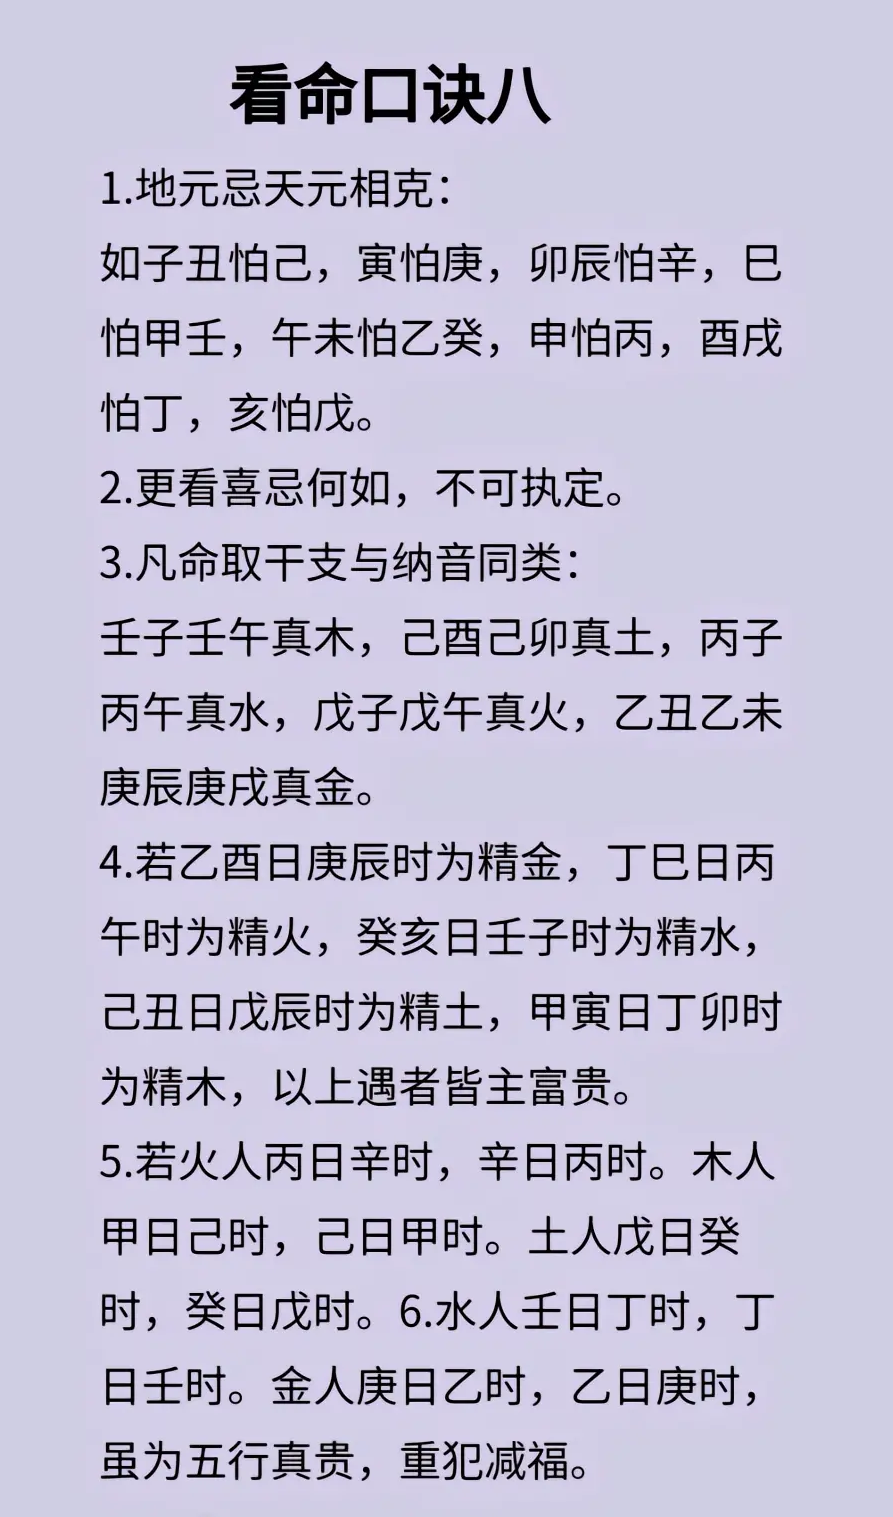 看命口诀八
1.地元忌天元相克：
如子丑怕己，寅怕庚，卯辰怕辛，巳
怕甲壬，午未怕乙癸，申怕丙，酉戌
怕丁，亥怕戊。
2.更看喜忌何如，不可执定。
3.凡命取干支与纳音同类：
壬子壬午真木，己酉己卯真土，丙子
丙午真水，戊子戊午真火，乙丑乙未
庚辰庚戌真金。
4.若乙酉日庚辰时为精金，丁巳日丙
午时为精火，癸亥日壬子时为精水，
己丑日戊辰时为精土，甲寅日丁卯时
为精木，以上遇者皆主富贵。
5.若火人丙日辛时，辛日丙时。木人
甲日己时，己日甲时。土人戊日癸
时，癸日戊时。6.水人壬日丁时，丁
日壬时。金人庚日乙时，乙日庚时，
虽为五行真贵，重犯减福。